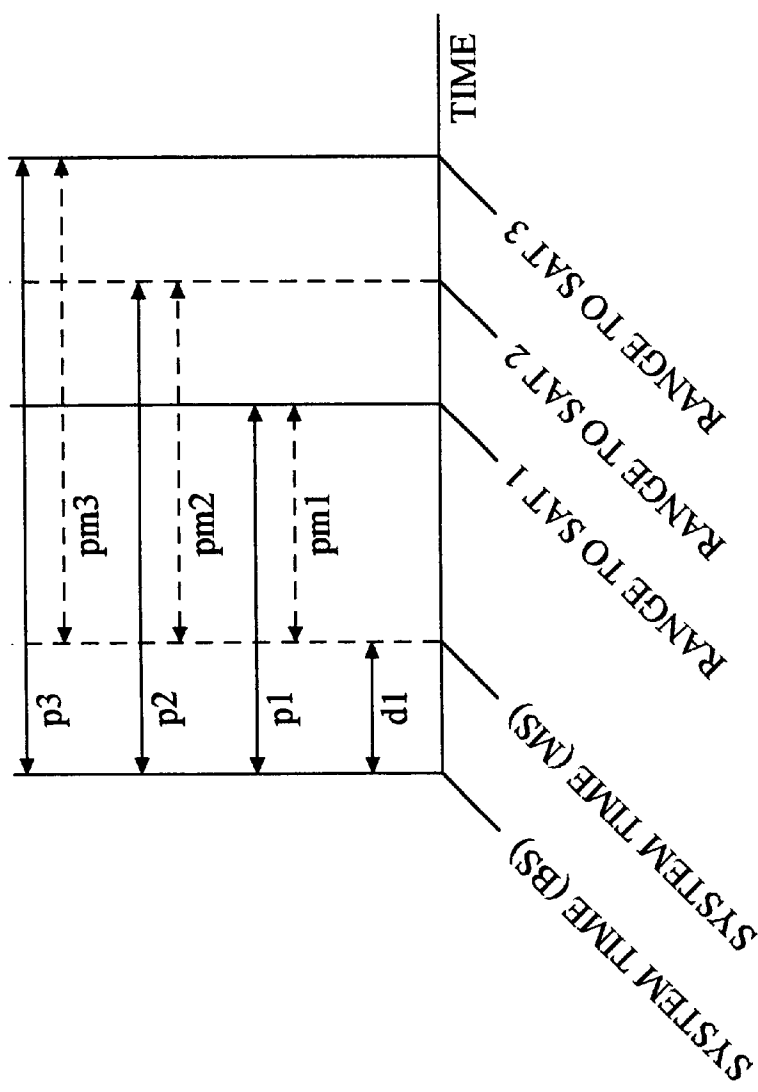 TIME
p3
pm3
p2
pm2
p1
pm1
d1
RANGE TO SAT 3
RANGE TO SAT 2
RANGE TO SAT 1
SYSTEM TIME (MS)
SYSTEM TIME (BS)